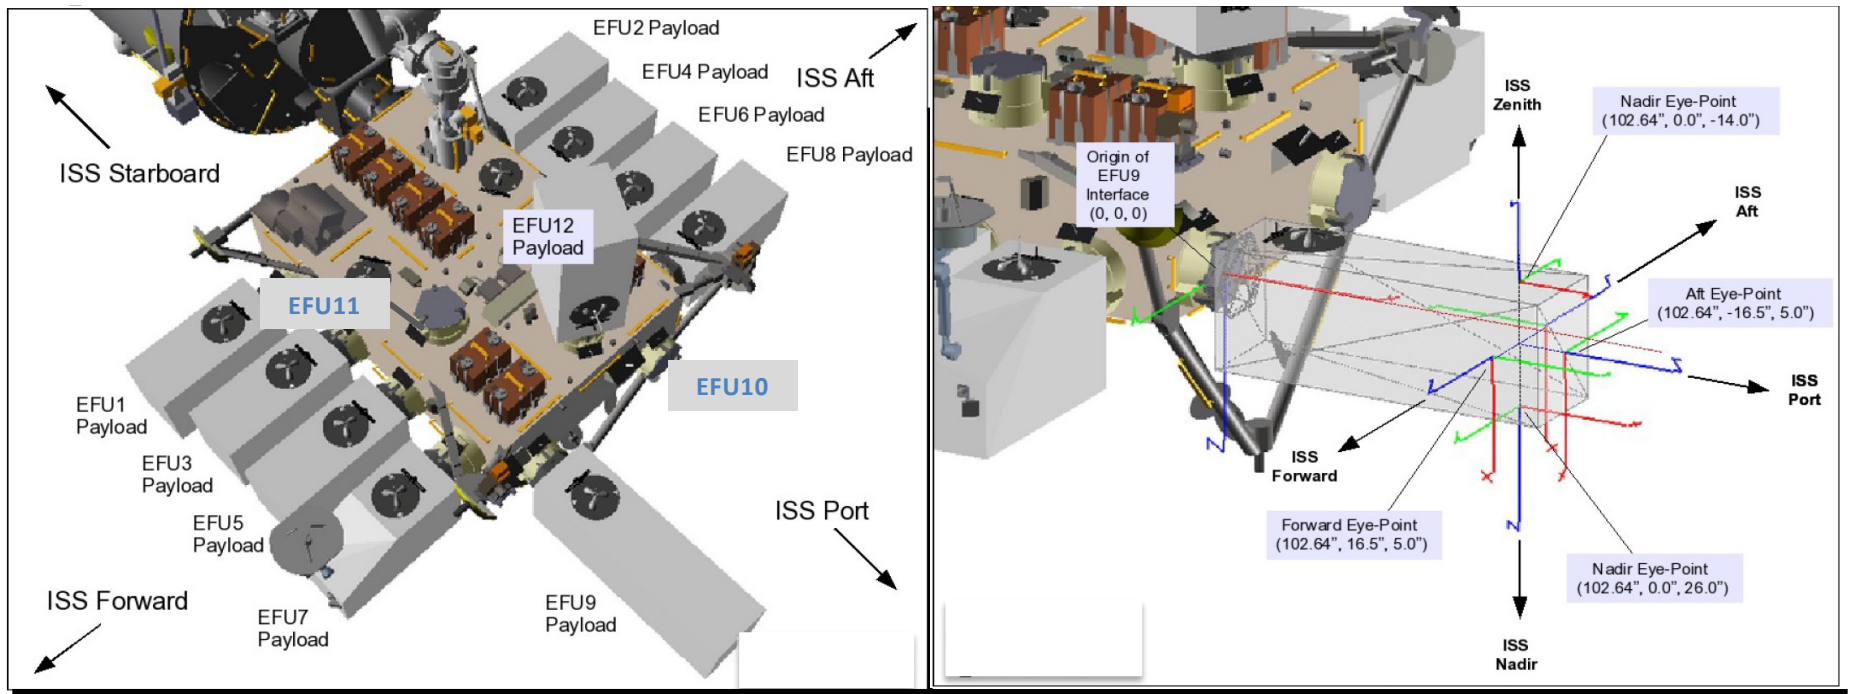 EFU2 Payload
EFU4 Payload
ISS Aft
EFU6 Payload
EFU8 Payload
ISS Starboard
EFU12
Payload
EFU11
EFU10
EFU1
Payload
EFU3
Payload
EFU5
Payload
ISS Port
ISS Forward
EFU7
Payload
EFU9
Payload
ISS
Zenith
Nadir Eye-Point
(102.64”, 0.0”, -14.0”)
Origin of
EFU9
Interface
(0, 0, 0)
ISS
Aft
Aft Eye-Point
(102.64”, -16.5”, 5.0”)
ISS
Port
ISS
Forward
Forward Eye-Point
(102.64”, 16.5”, 5.0”)
Nadir Eye-Point
(102.64”, 0.0”, 26.0”)
ISS
Nadir
Z
Z
X
X
X